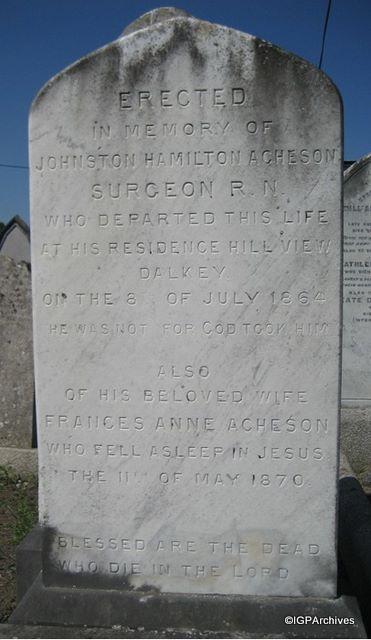 ERECTED
IN MEMORY OF
JOHNSTON HAMILTON ACHESON
SURGEON R.N.
WHO DEPARTED THIS LIFE
AT HIS RESIDENCE HILL VIEW
DALKEY
ON THE 8TH OF JULY 1864
HE WAS NOT FOR GOD TOOK HIM
ALSO
OF HIS BELOVED WIFE
FRANCES ANNE ACHESON
WHO FELL ASLEEP IN JESUS
THE 11TH OF MAY 1870.
BLESSED ARE THE DEAD
WHO DIE IN THE LORD
©IGPArchives